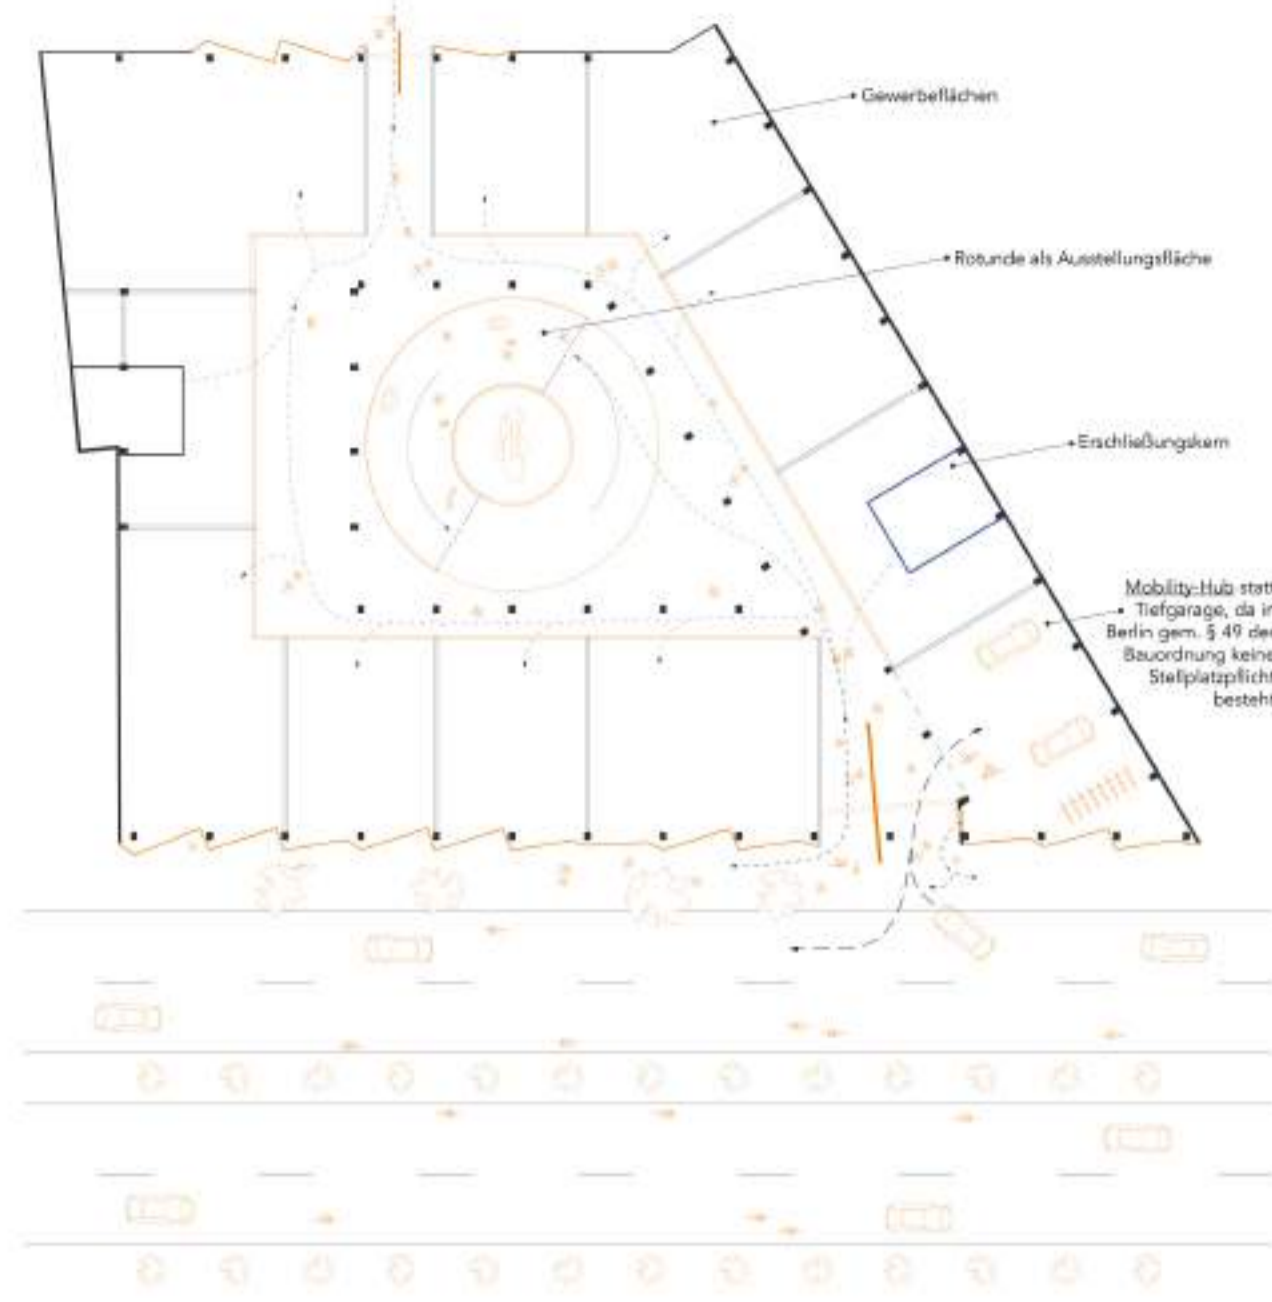 Gewerbeflächen
Rotunde als Ausstellungsfläche
Erschließungskern
Mobility-Hub statt
Tiefgarage, da in
Berlin gem. § 49 der
Bauordnung keine
Stellplatzpflicht
besteht